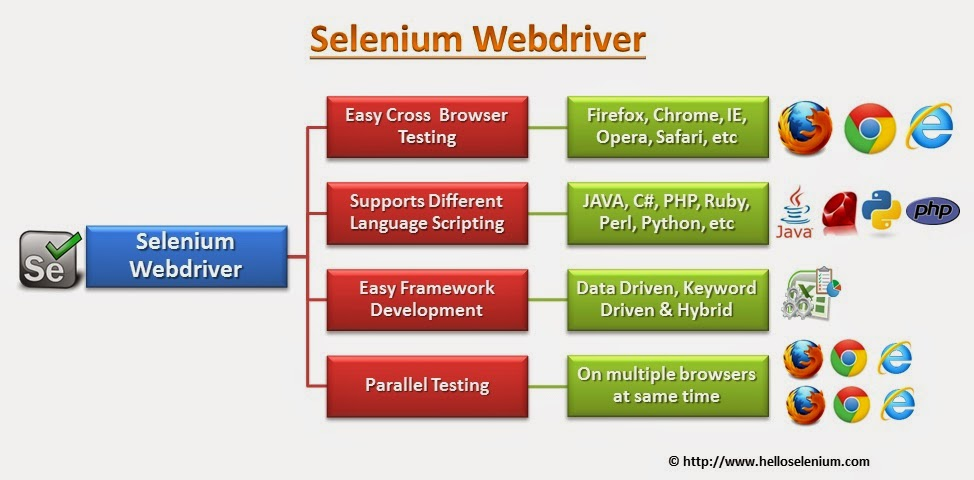 Selenium Webdriver
Easy Cross Browser
Testing
Firefox, Chrome, IE,
Opera, Safari, etc
Supports Different
Language Scripting
JAVA, C#, PHP, Ruby,
Perl, Python, etc
Java
php
Se
Selenium
Webdriver
Easy Framework
Development
Data Driven, Keyword
Driven & Hybrid
X
Parallel Testing
On multiple browsers
at same time
© http://www.helloselenium.com